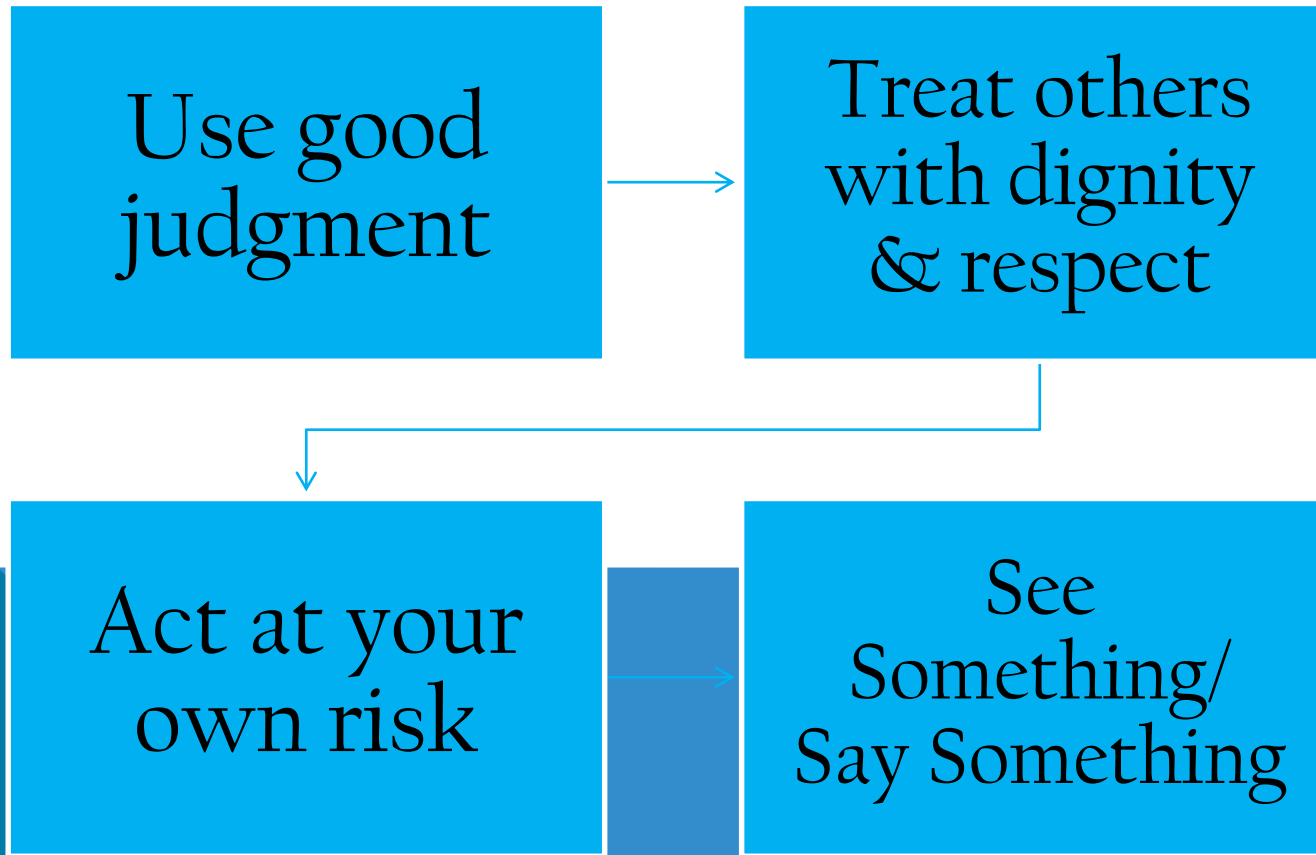 Use good
judgment
Treat others
with dignity
& respect
Act at your
own risk
See
Something/
Say Something